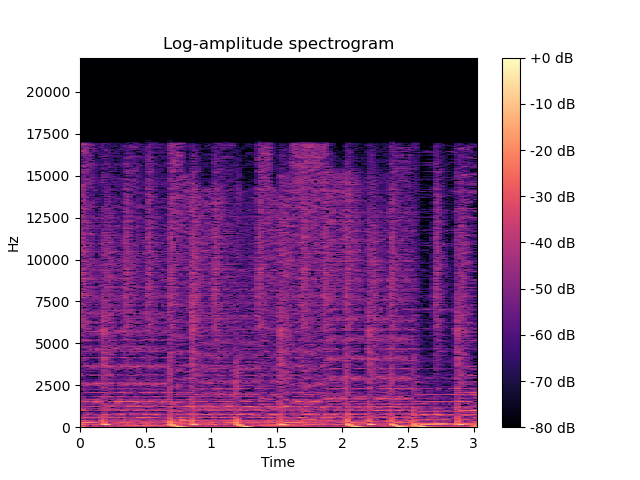 Log-amplitude spectrogram
Hz
20000
17500
15000
12500
10000
7500
5000
2500
0
0 0.5 1 1.5 2 2.5 3
Time
+0 dB
-10 dB
-20 dB
-30 dB
-40 dB
-50 dB
-60 dB
-70 dB
-80 dB